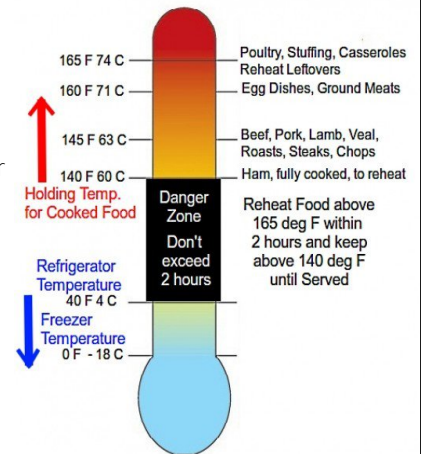 165 F 74 C
Poultry, Stuffing, Casseroles
Reheat Leftovers
160 F 71 C
Egg Dishes, Ground Meats
145 F 63 C
Beef, Pork, Lamb, Veal,
Roasts, Steaks, Chops
140 F 60 C
Ham, fully cooked, to reheat
Holding Temp.
for Cooked Food
Danger
Zone
Don't
exceed
2 hours
Reheat Food above
165 deg F within
2 hours and keep
above 140 deg F
until Served
Refrigerator
Temperature
40 F 4 C
Freezer
Temperature
0 F - 18 C